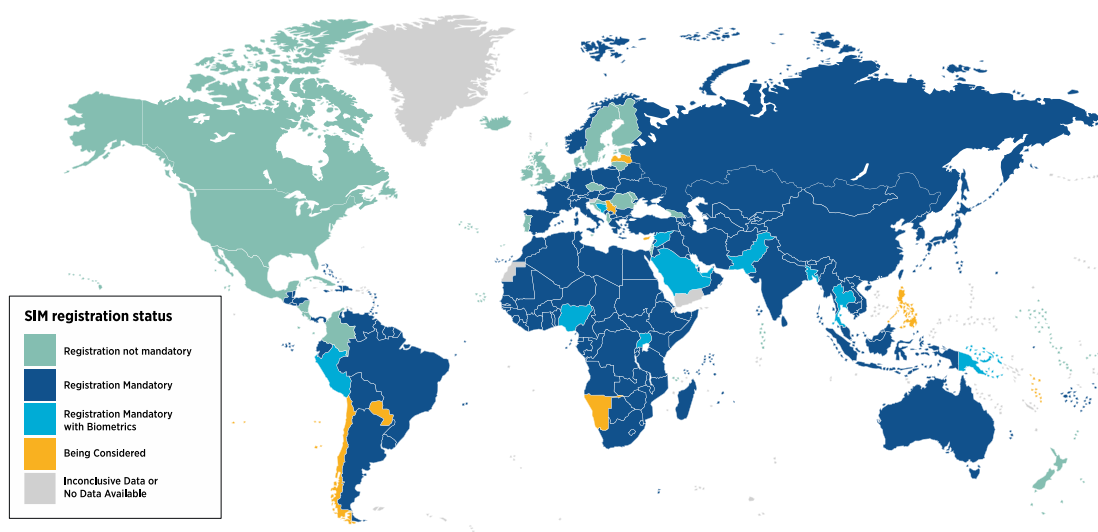 SIM registration status
Registration not mandatory
Registration Mandatory
Registration Mandatory
with Biometrics
Being Considered
Inconclusive Data or
No Data Available